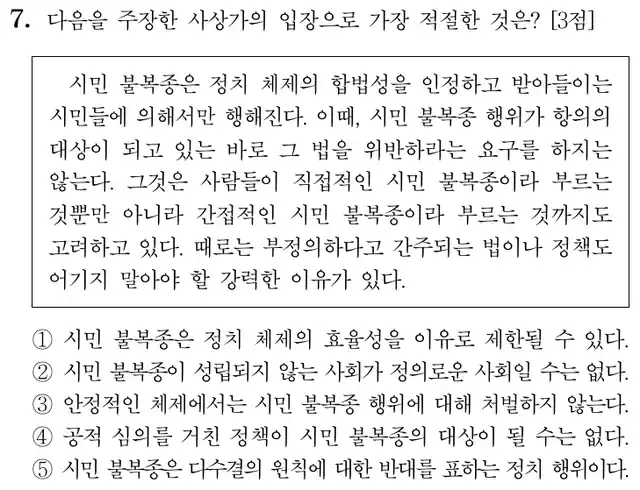 7. 다음을 주장한 사상가의 입장으로 가장 적절한 것은? [3점]
시민 불복종은 정치 체제의 합법성을 인정하고 받아들이는
시민들에 의해서만 행해진다. 이때, 시민 불복종 행위가 항의의
대상이 되고 있는 바로 그 법을 위반하라는 요구를 하지는
않는다. 그것은 사람들이 직접적인 시민 불복종이라 부르는
것뿐만 아니라 간접적인 시민 불복종이라 부르는 것까지도
고려하고 있다. 때로는 부정의하다고 간주되는 법이나 정책도
어기지 말아야 할 강력한 이유가 있다.
① 시민 불복종은 정치 체제의 효율성을 이유로 제한될 수 있다.
② 시민 불복종이 성립되지 않는 사회가 정의로운 사회일 수는 없다.
③ 안정적인 체제에서는 시민 불복종 행위에 대해 처벌하지 않는다.
④ 공적 심의를 거친 정책이 시민 불복종의 대상이 될 수는 없다.
⑤ 시민 불복종은 다수결의 원칙에 대한 반대를 표하는 정치 행위이다.